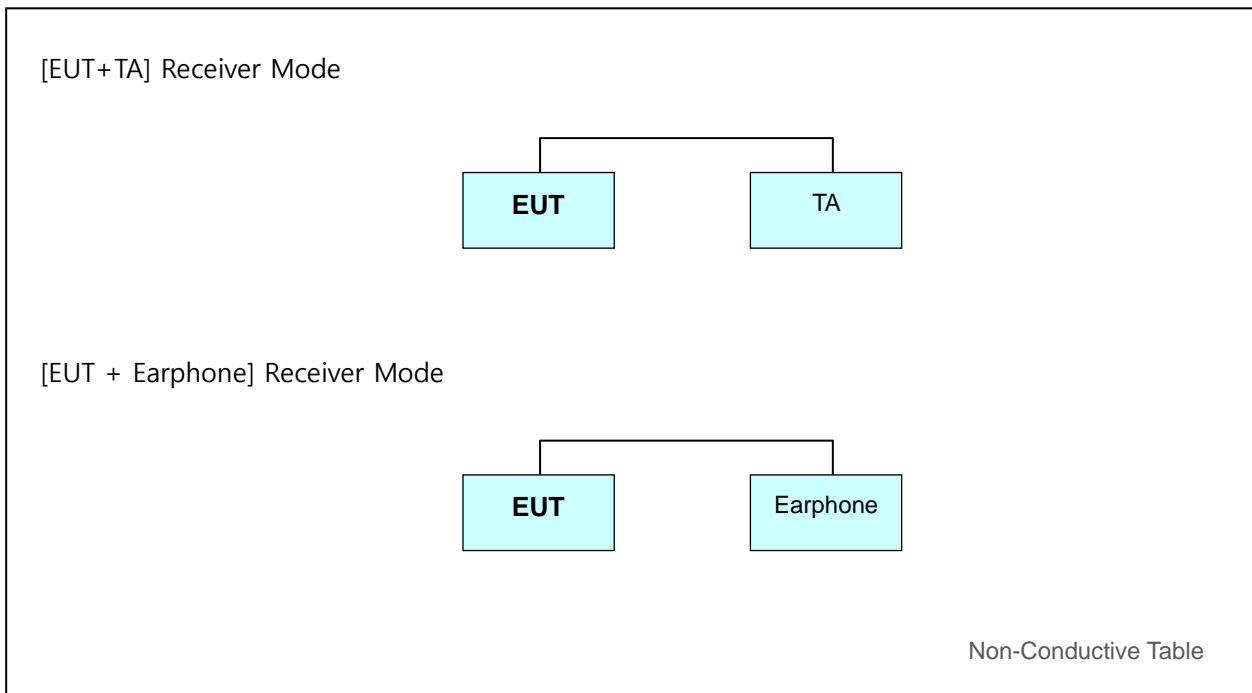 [EUT+TA] Receiver Mode
EUT
TA
[EUT + Earphone] Receiver Mode
EUT
Earphone
Non-Conductive Table